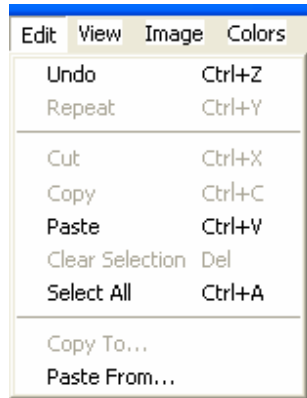 Edit View Image Colors
Undo Ctrl+Z
Repeat Ctrl+Y
Cut Ctrl+X
Copy Ctrl+C
Paste Ctrl+V
Clear Selection Del
Select All Ctrl+A
Copy To...
Paste From...